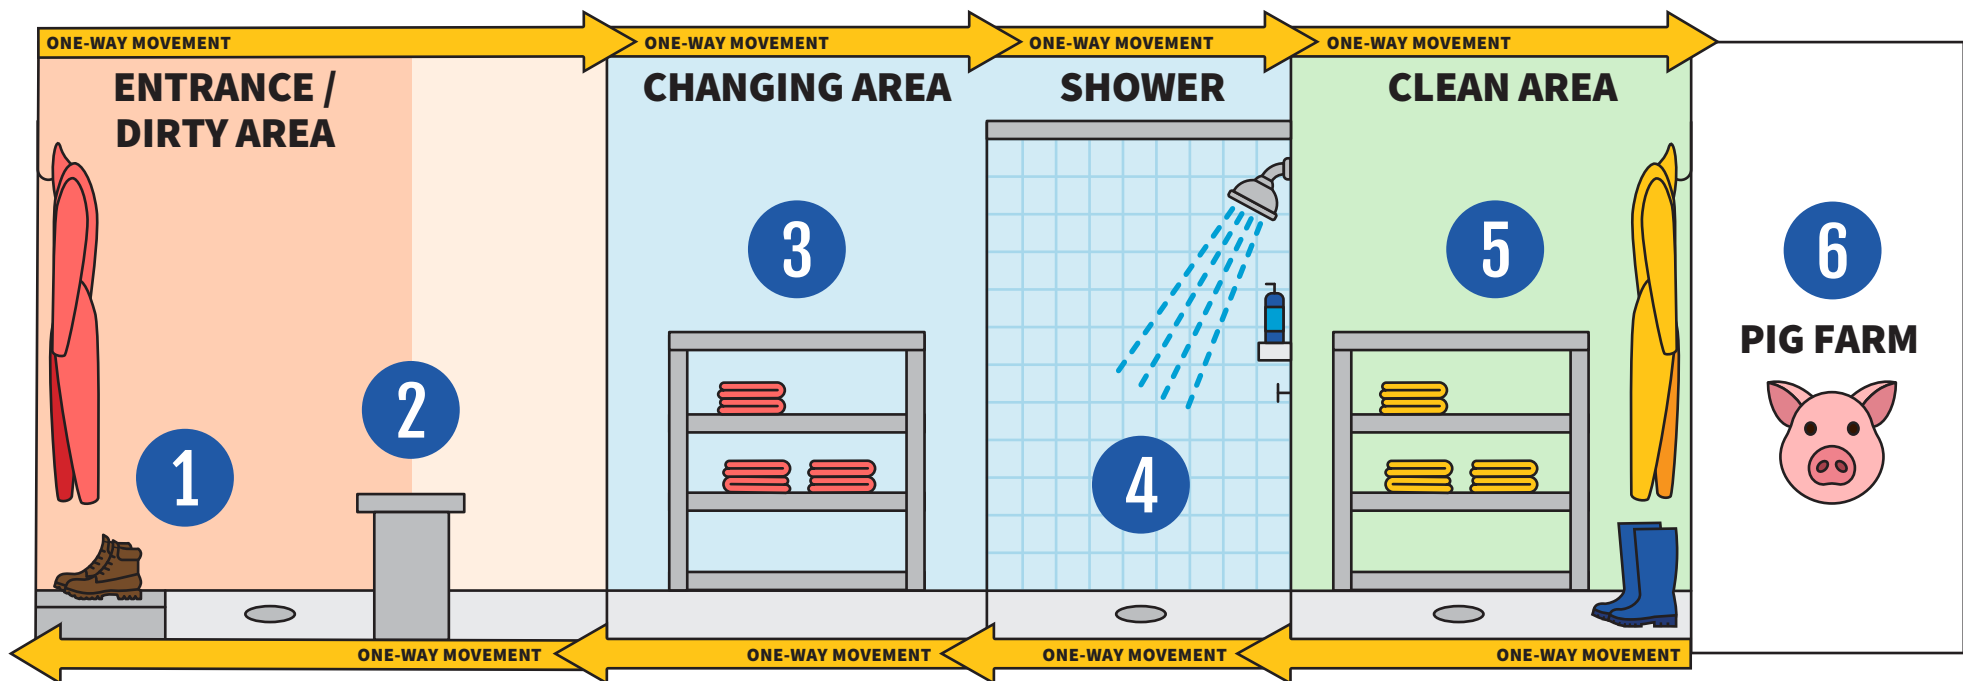 ONE-WAY MOVEMENT
ONE-WAY MOVEMENT
ONE-WAY MOVEMENT
ONE-WAY MOVEMENT
ENTRANCE /
DIRTY AREA
CHANGING AREA
SHOWER
CLEAN AREA
1
2
3
4
5
6
PIG FARM
ONE-WAY MOVEMENT
ONE-WAY MOVEMENT
ONE-WAY MOVEMENT
ONE-WAY MOVEMENT